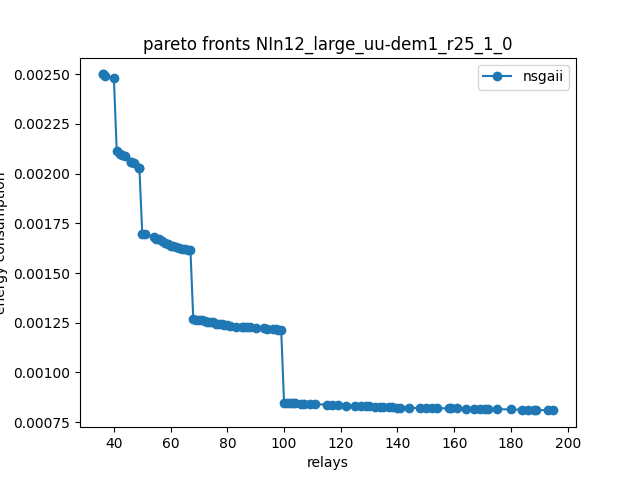 pareto fronts NIn12_large_uu-dem1_r25_1_0
nsgaii
0.00250
0.00225
0.00200
0.00175
0.00150
0.00125
0.00100
0.00075
energy consumption
40 60 80 100 120 140 160 180 200
relays